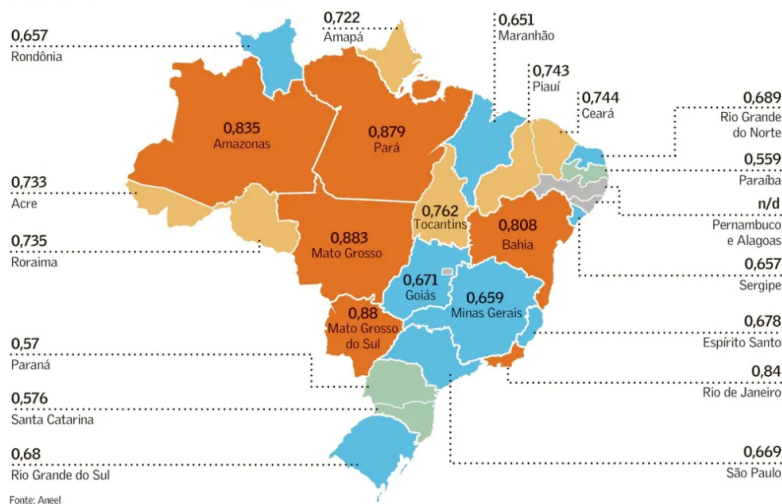 0,657
Rondônia
0,722
Amapá
0,651
Maranhão
0,743
Piauí
0,744
Ceará
0,689
Rio Grande
do Norte
0,835
Amazonas
0,879
Pará
0,559
Paraíba
0,733
Acre
0,762
Tocantins
0,808
Bahia
n/d
Pernambuco
e Alagoas
0,735
Roraima
0,883
Mato Grosso
0,671
Goiás
0,659
Minas Gerais
0,657
Sergipe
0,88
Mato Grosso
do Sul
0,678
Espírito Santo
0,57
Paraná
0,84
Rio de Janeiro
0,576
Santa Catarina
0,68
Rio Grande do Sul
0,669
São Paulo
Fonte: Aneel